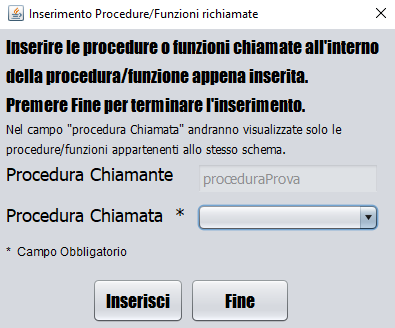 Inserimento Procedure/Funzioni richiamate
Inserire le procedure o funzioni chiamate all'interno
della procedura/funzione appena inserita.
Premere Fine per terminare l'inserimento.
Nel campo "procedura Chiamata" andranno visualizzate solo le
procedure/funzioni appartenenti allo stesso schema.
Procedura Chiamante proceduraProva
Procedura Chiamata *
* Campo Obbligatorio
Inserisci Fine